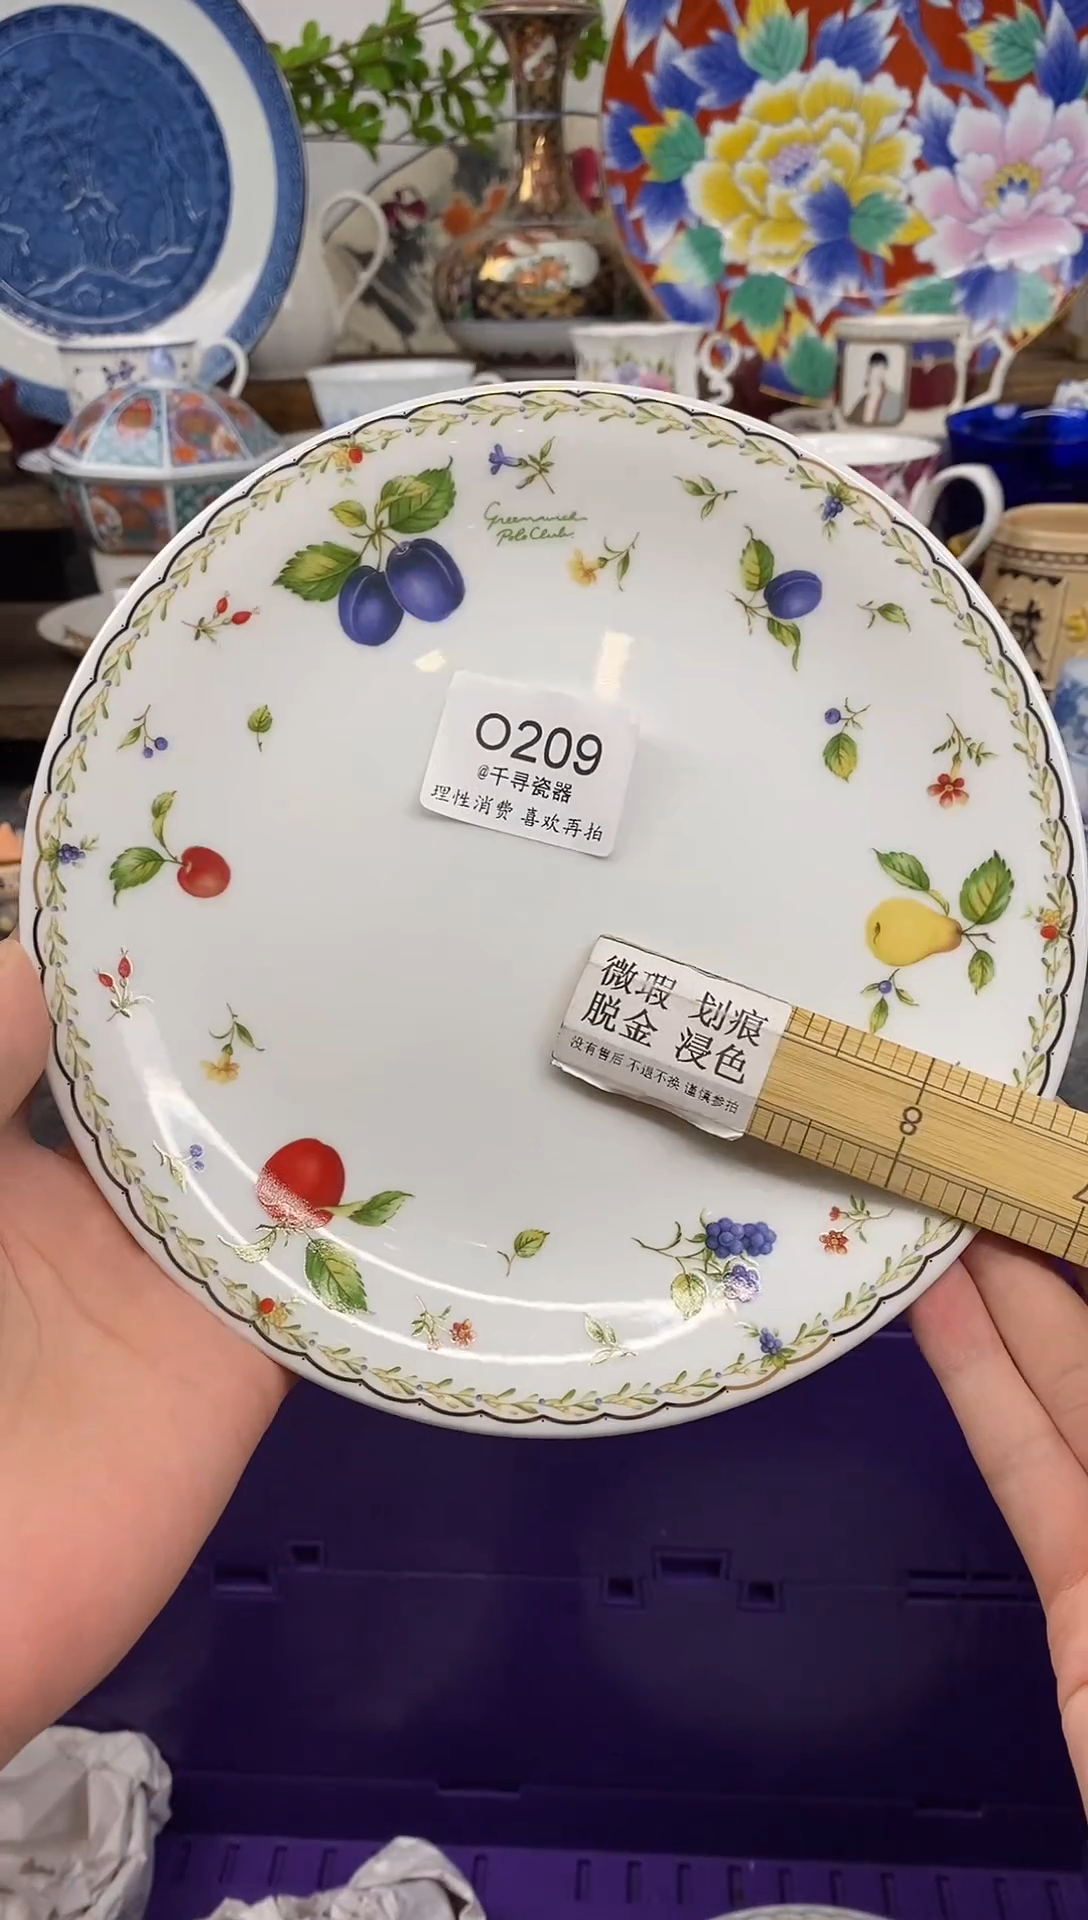 Greenwich
Polo Club.
O209
@千寻瓷器
理性消费 喜欢再拍
微瑕 划痕
脱金 浸色
没有售后 不退不换 谨慎参拍
8